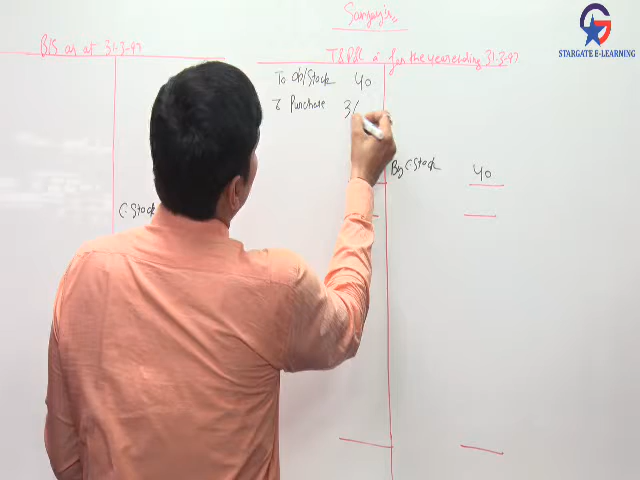 Sanjay's
STARGATE E-LEARNING
B/S as at 31-3-97
T&P&L a/c for the year ending 31-3-97
To Op/Stock 40
To Purchase 3
By C-Stock 40
C-Stock